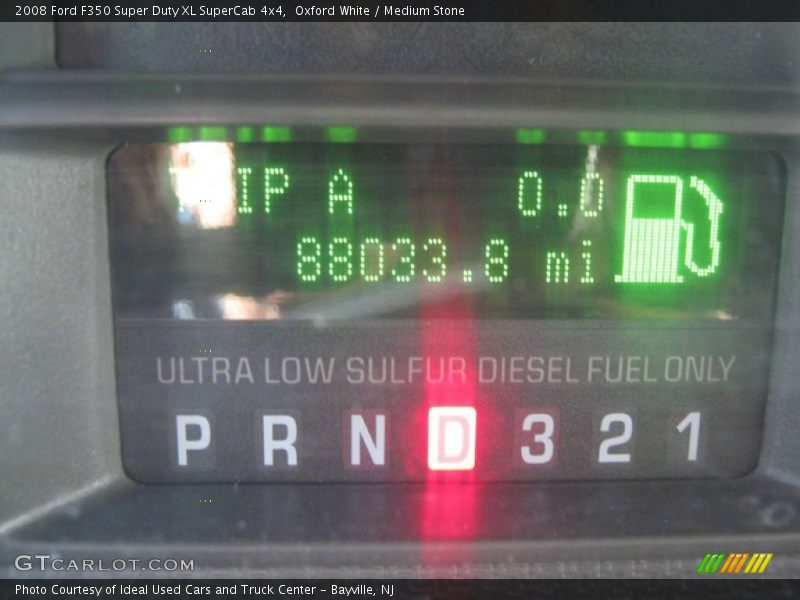 2008 Ford F350 Super Duty XL SuperCab 4x4,  Oxford White / Medium Stone
TRIP A 0.0
88033.8 mi
ULTRA LOW SULFUR DIESEL FUEL ONLY
P R N D 3 2 1
GTCARLOT.COM
Photo Courtesy of Ideal Used Cars and Truck Center – Bayville, NJ